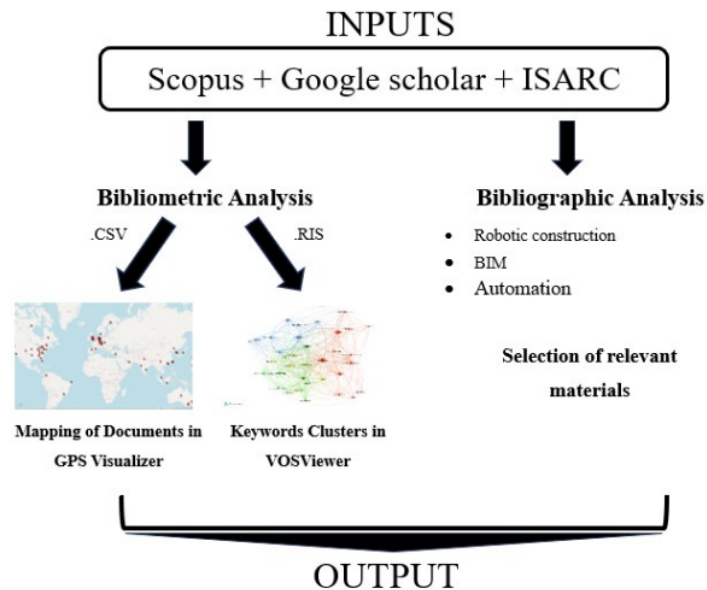 INPUTS
Scopus + Google scholar + ISARC
Bibliometric Analysis
.CSV
.RIS
Mapping of Documents in
GPS Visualizer
Keywords Clusters in
VOSViewer
Bibliographic Analysis
• Robotic construction
• BIM
• Automation
Selection of relevant
materials
OUTPUT